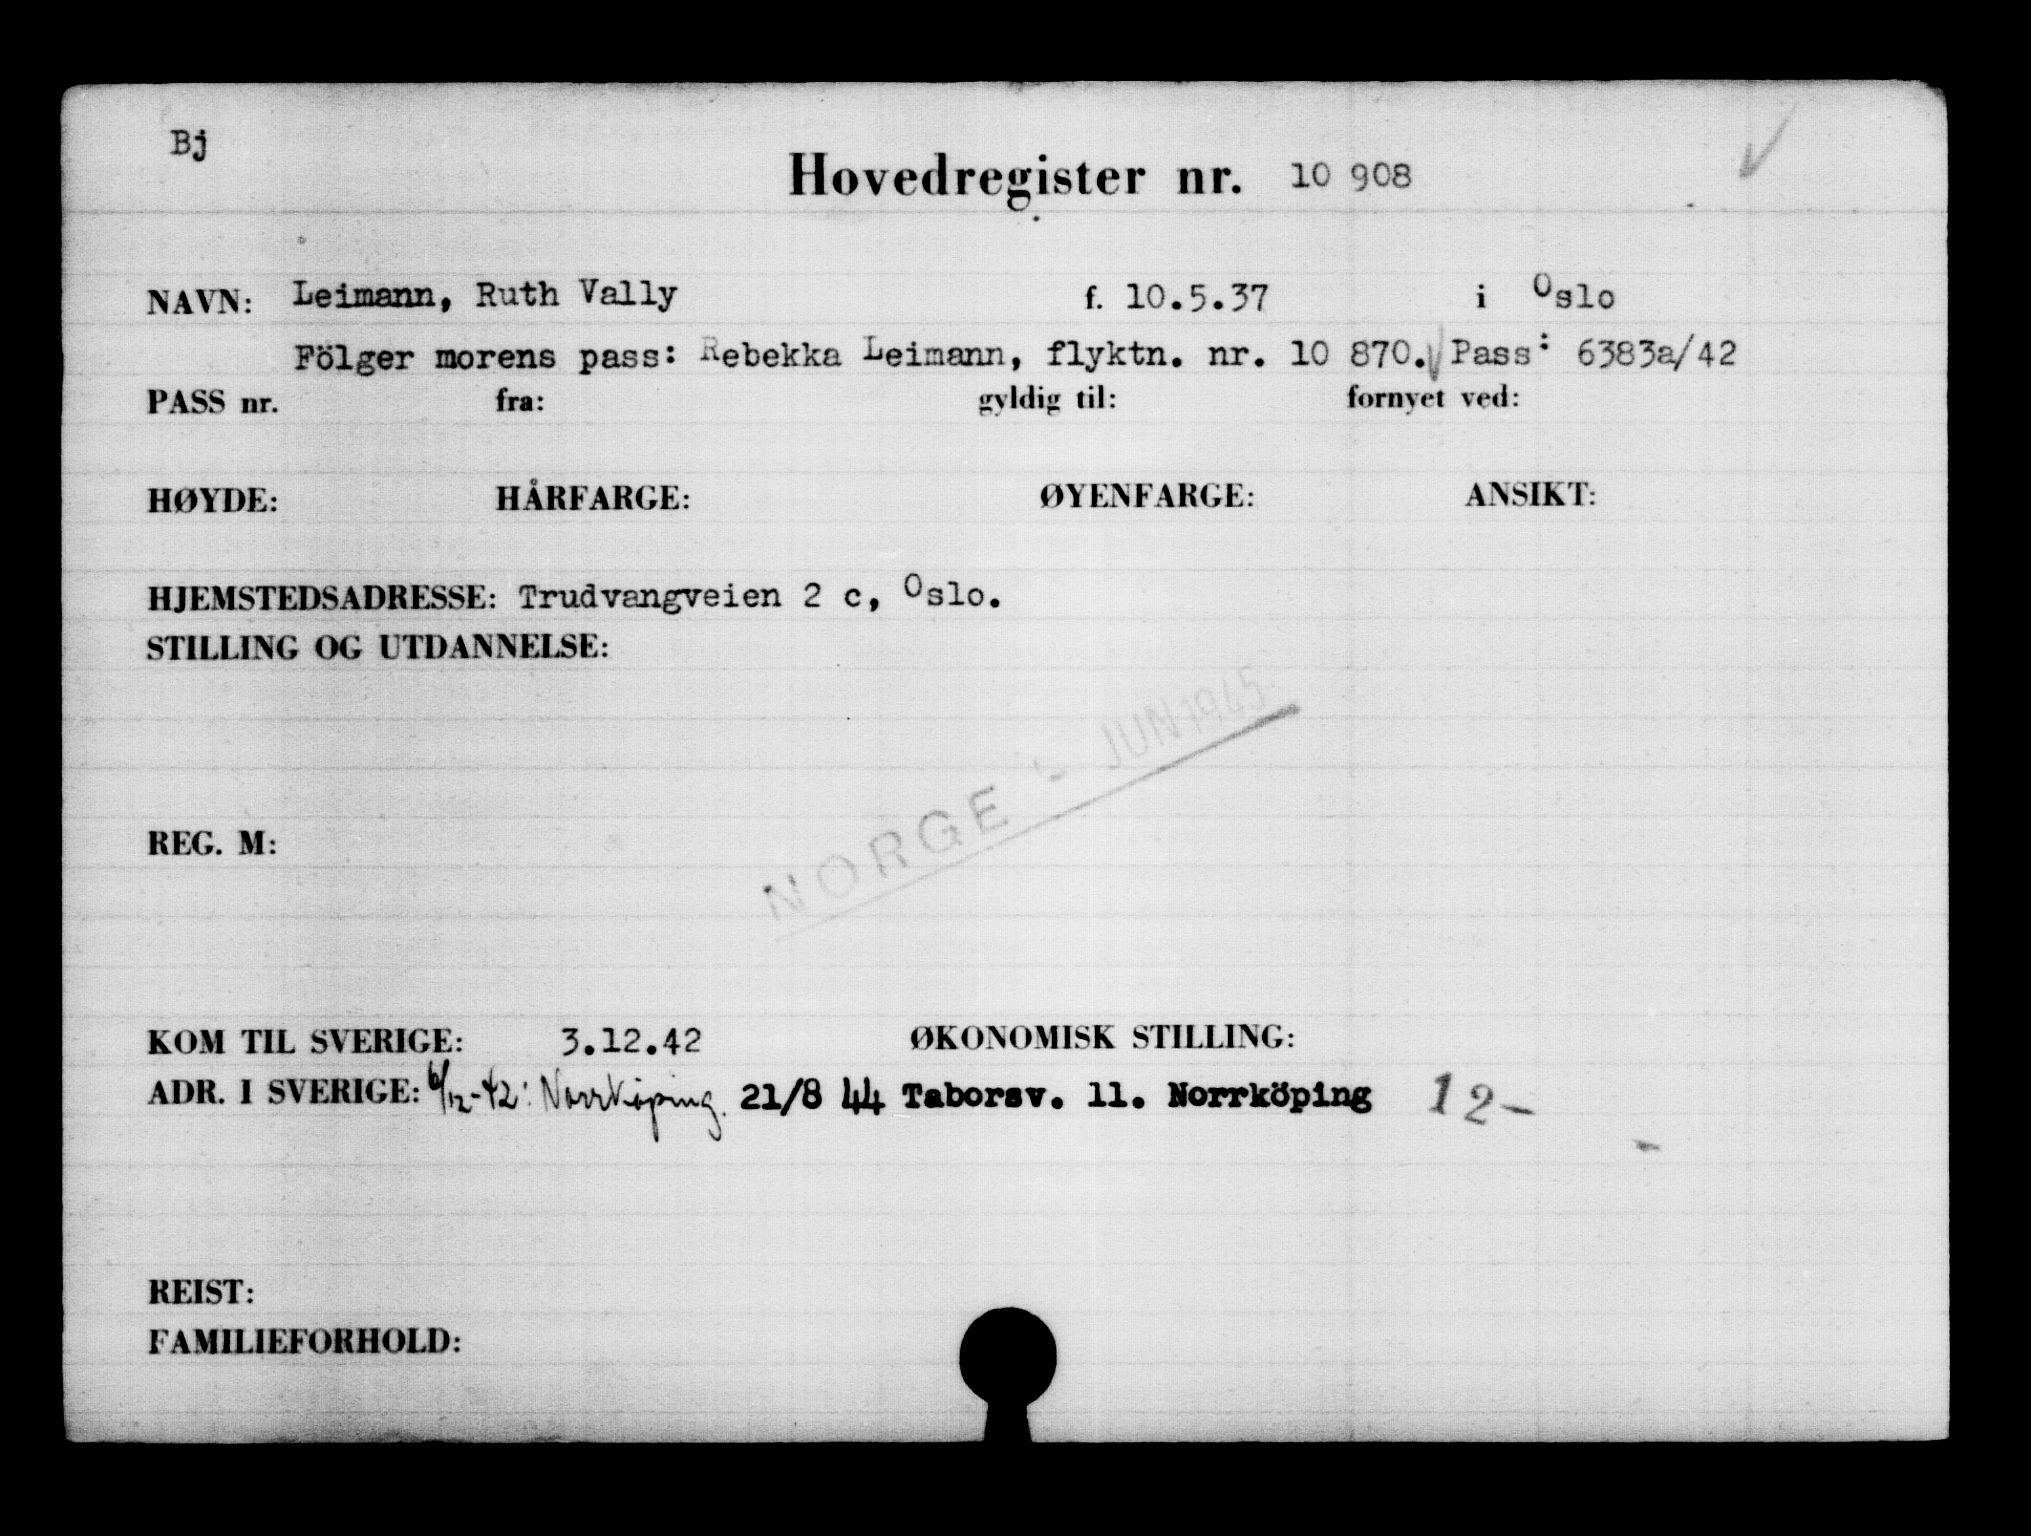 Bj
Hovedregister nr. 10 908
NAVN: Leimann, Ruth Vally f. 10.5.37 i Oslo
Fölger morens pass: Rebekka Leimann, flyktn. nr. 10 870. Pass: 6383a/42
PASS nr. fra: gyldig til: fornyet ved:
HØYDE: HÅRFARGE: ØYENFARGE: ANSIKT:
HJEMSTEDSADRESSE: Trudvangveien 2 c, Oslo.
STILLING OG UTDANNELSE:
NORGE - JUN 1945
REG. M:
KOM TIL SVERIGE: 3.12.42 ØKONOMISK STILLING:
ADR. I SVERIGE: 6/12-42: Norrköping. 21/8 44 Taborsv. 11. Norrköping 12-
REIST:
FAMILIEFORHOLD: